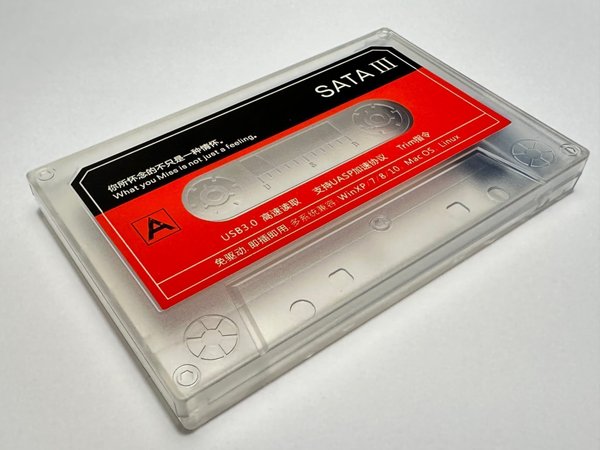 SATA III
你所怀念的不只是一种情怀。
What you Miss is not just a feeling.
A
USB3.0 高速读取 支持UASP加速协议 Trim指令
免驱动.即插即用 多系统兼容 WinXP 7/8/10 Mac OS Linux